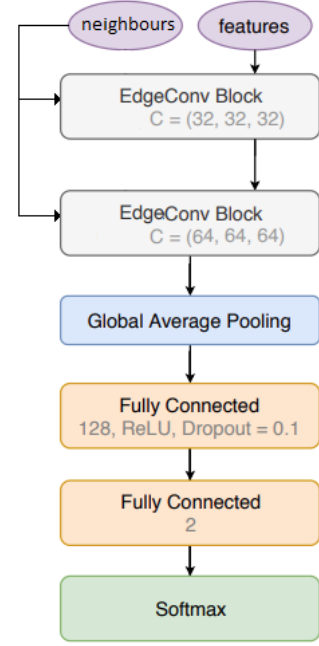 neighbours
features
EdgeConv Block
C = (32, 32, 32)
EdgeConv Block
C = (64, 64, 64)
Global Average Pooling
Fully Connected
128, ReLU, Dropout = 0.1
Fully Connected
2
Softmax